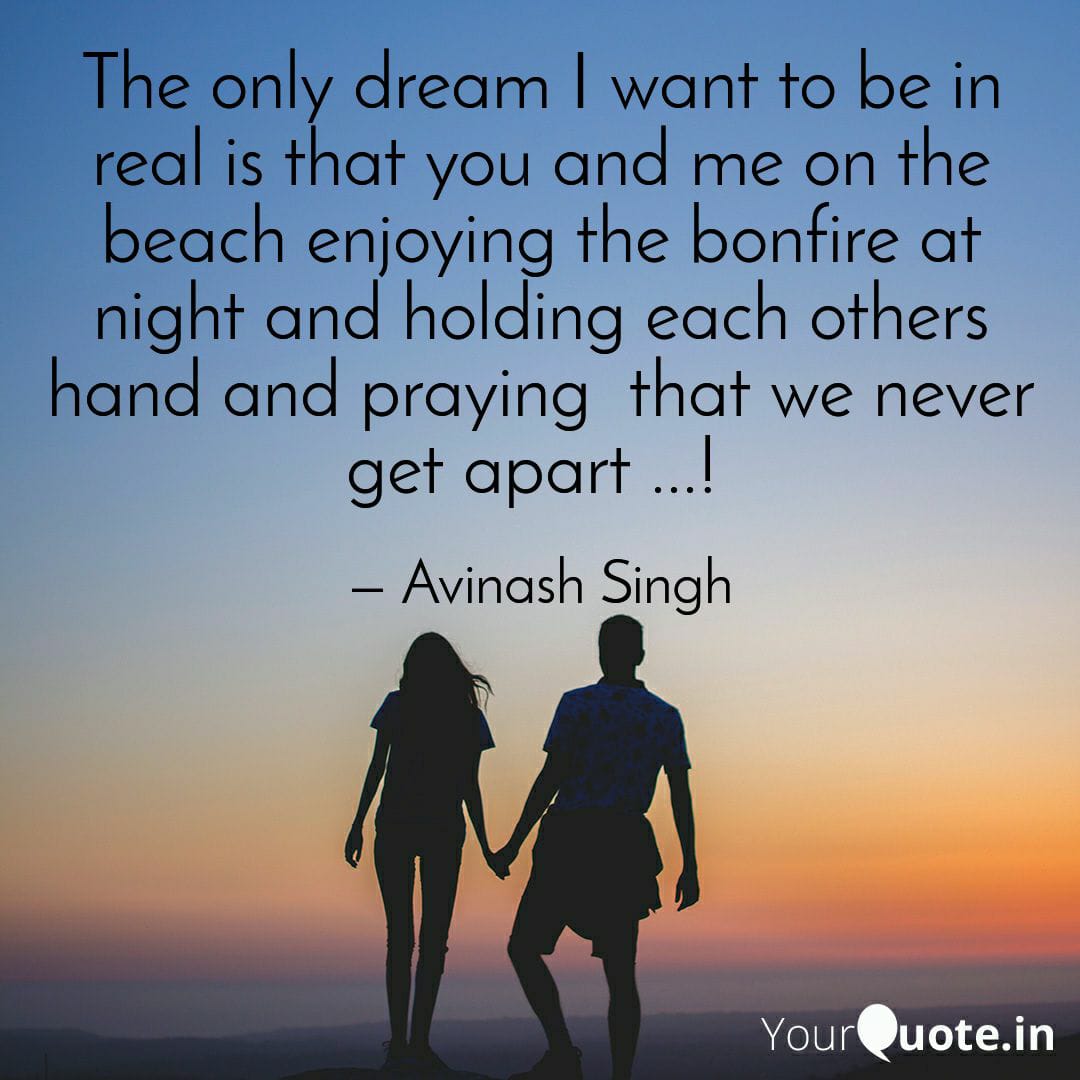 The only dream I want to be in
real is that you and me on the
beach enjoying the bonfire at
night and holding each others
hand and praying  that we never
get apart ...!
– Avinash Singh
YourQuote.in